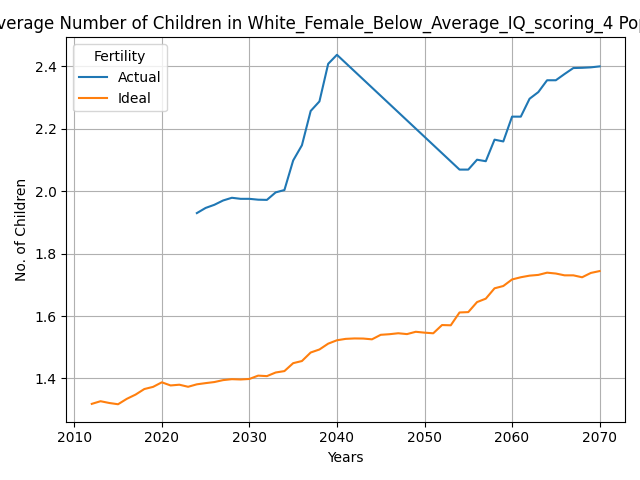 verage Number of Children in White_Female_Below_Average_IQ_scoring_4 Pop
Fertility
Actual
Ideal
No. of Children
2.4
2.2
2.0
1.8
1.6
1.4
2010 2020 2030 2040 2050 2060 2070
Years